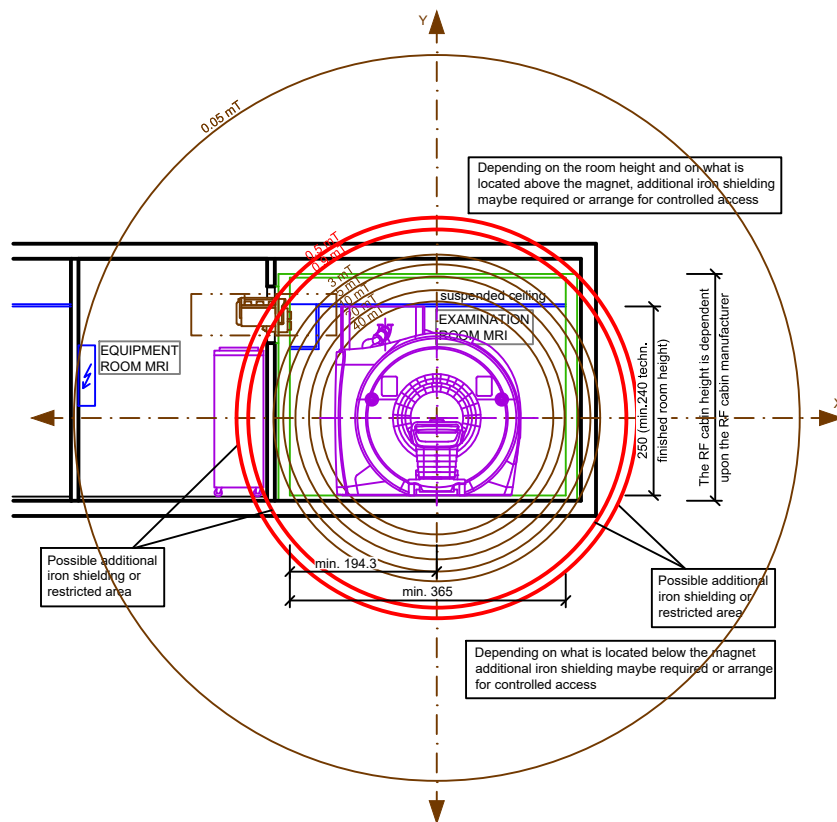 Y
0.05 mT
Depending on the room height and on what is
located above the magnet, additional iron shielding
maybe required or arrange for controlled access
0.5 mT
3 mT
40 mT
suspended ceiling
EXAMINATION
ROOM MRI
EQUIPMENT
ROOM MRI
250 (min.240 techn.
finished room height)
The RF cabin height is dependent
upon the RF cabin manufacturer
X
min. 194.3
min. 365
Possible additional
iron shielding or
restricted area
Possible additional
iron shielding or
restricted area
Depending on what is located below the magnet
additional iron shielding maybe required or arrange
for controlled access